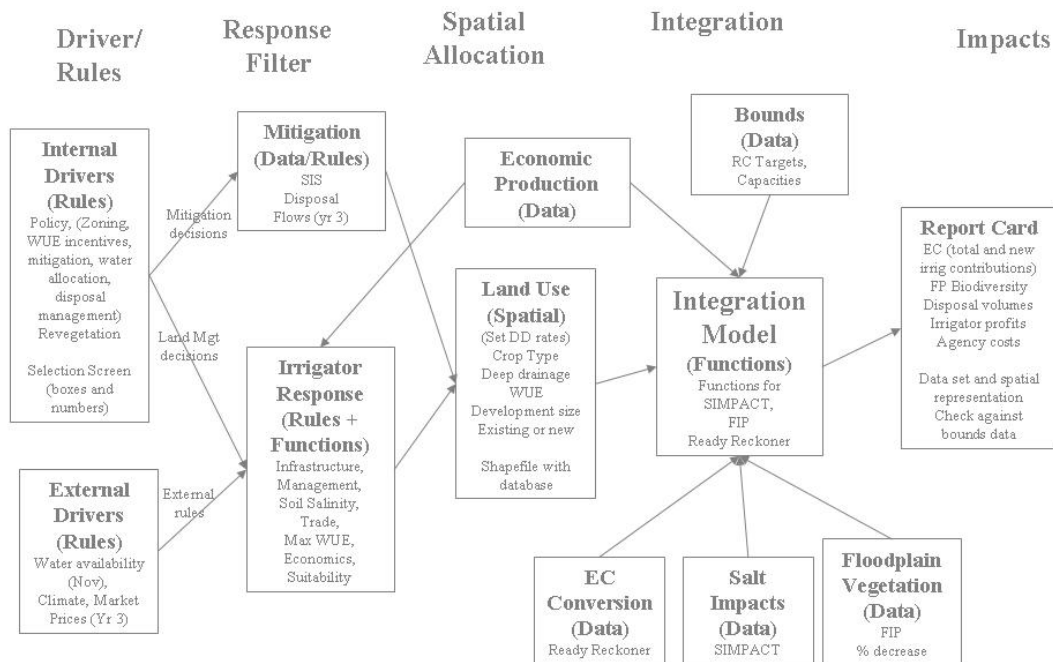 Driver/
Rules
Response
Filter
Spatial
Allocation
Integration
Impacts
Internal
Drivers
(Rules)
Policy, (Zoning,
WUE incentives,
mitigation, water
allocation,
disposal
management)
Revegetation
Selection Screen
(boxes and
numbers)
External
Drivers
(Rules)
Water availability
(Nov),
Climate, Market
Prices (Yr 3)
Mitigation
decisions
Land Mgt
decisions
External
rules
Mitigation
(Data/Rules)
SIS
Disposal
Flows (yr 3)
Irrigator
Response
(Rules +
Functions)
Infrastructure,
Management,
Soil Salinity,
Trade,
Max WUE,
Economics,
Suitability
Economic
Production
(Data)
Land Use
(Spatial)
(Set DD rates)
Crop Type
Deep drainage
WUE
Development size
Existing or new
Shapefile with
database
Bounds
(Data)
RC Targets,
Capacities
Integration
Model
(Functions)
Functions for
SIMPACT,
FIP
Ready Reckoner
EC
Conversion
(Data)
Ready Reckoner
Salt
Impacts
(Data)
SIMPACT
Floodplain
Vegetation
(Data)
FIP
% decrease
Report Card
EC (total and new
irrig contributions)
FP Biodiversity
Disposal volumes
Irrigator profits
Agency costs
Data set and spatial
representation
Check against
bounds data